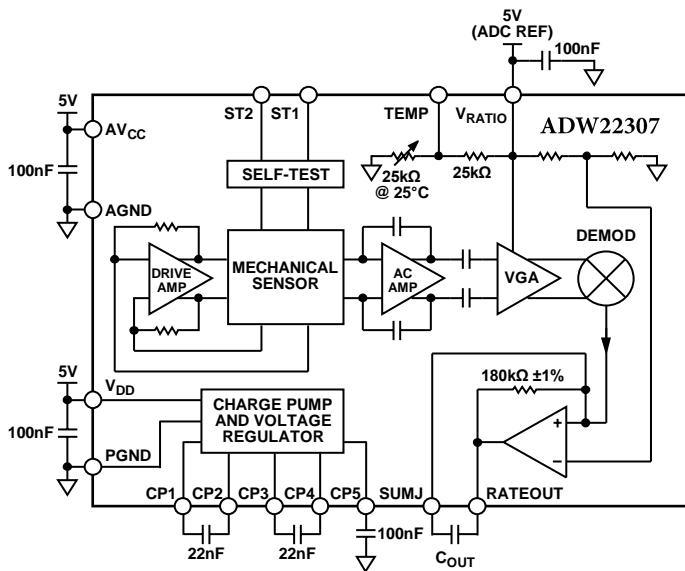 5V
(ADC REF)
100nF
5V
AVCC
100nF
AGND
ST2 ST1
TEMP
VRATIO
ADW22307
25kΩ
@ 25°C
25kΩ
SELF-TEST
DRIVE
AMP
MECHANICAL
SENSOR
AC
AMP
VGA
DEMOD
5V
VDD
100nF
PGND
CHARGE PUMP
AND VOLTAGE
REGULATOR
180kΩ ±1%
+
–
CP1 CP2 CP3 CP4 CP5 SUMJ RATEOUT
22nF
22nF
100nF
COUT